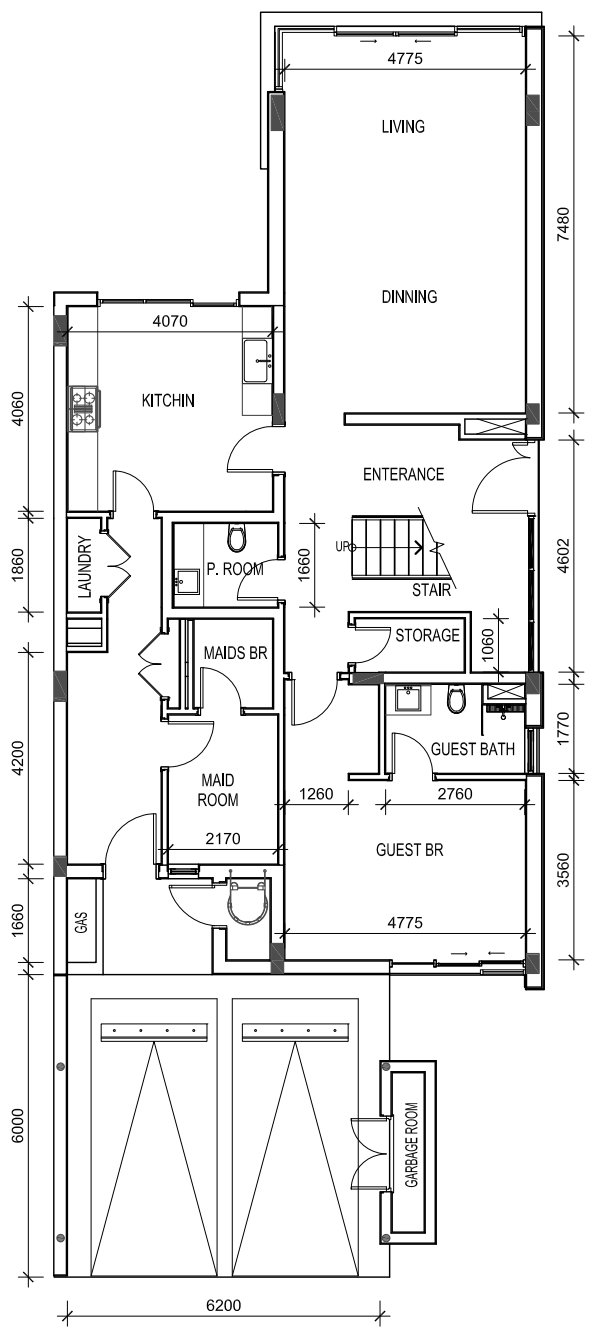 4775
LIVING
7480
DINNING
4070
4060
KITCHIN
ENTERANCE
4602
1860
LAUNDRY
P. ROOM
1660
UP
STAIR
STORAGE
1060
MAIDS BR
4200
1770
GUEST BATH
MAID
ROOM
1260
2760
2170
GUEST BR
3560
1660
GAS
4775
6000
GARBAGE ROOM
6200